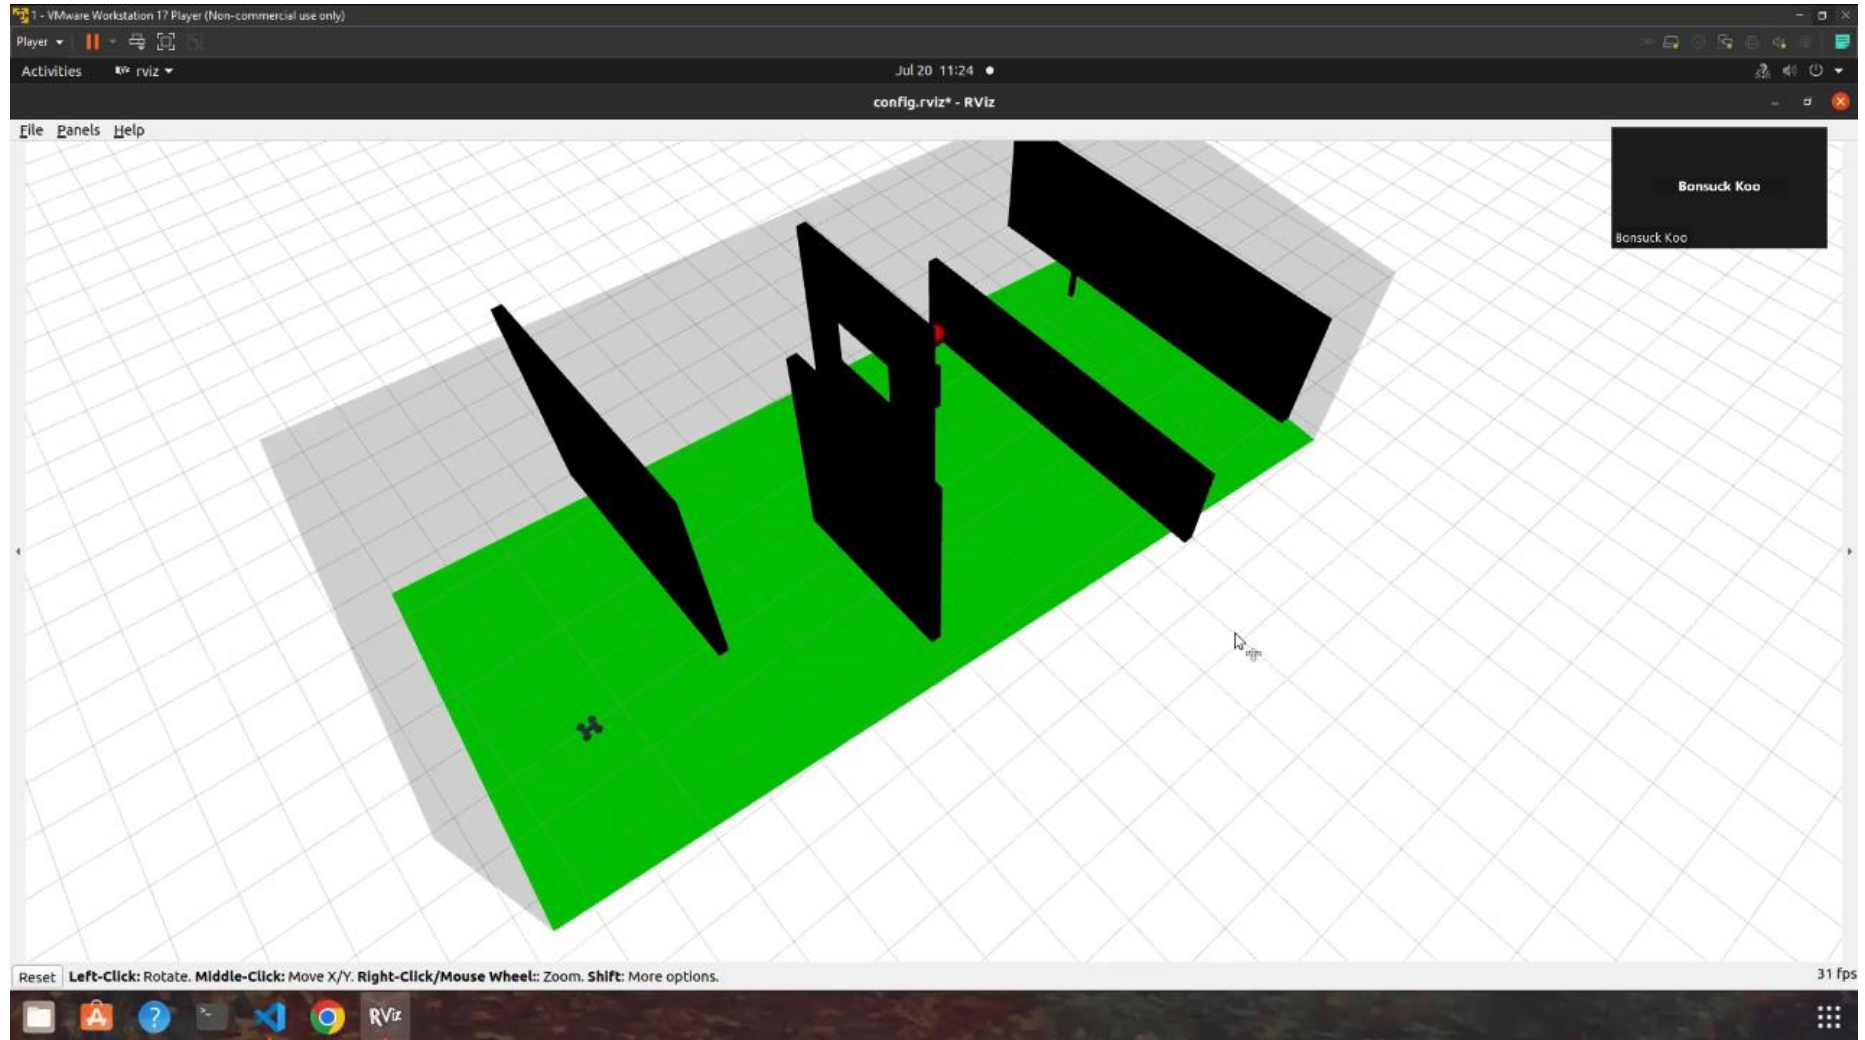 1 - VMware Workstation 17 Player (Non-commercial use only)
Player
Activities
RViz rviz
Jul 20 11:24
config.rviz* - RViz
File Panels Help
Bonsuck Koo
Bonsuck Koo
Reset Left-Click: Rotate. Middle-Click: Move X/Y. Right-Click/Mouse Wheel:: Zoom. Shift: More options.
31 fps
RViz